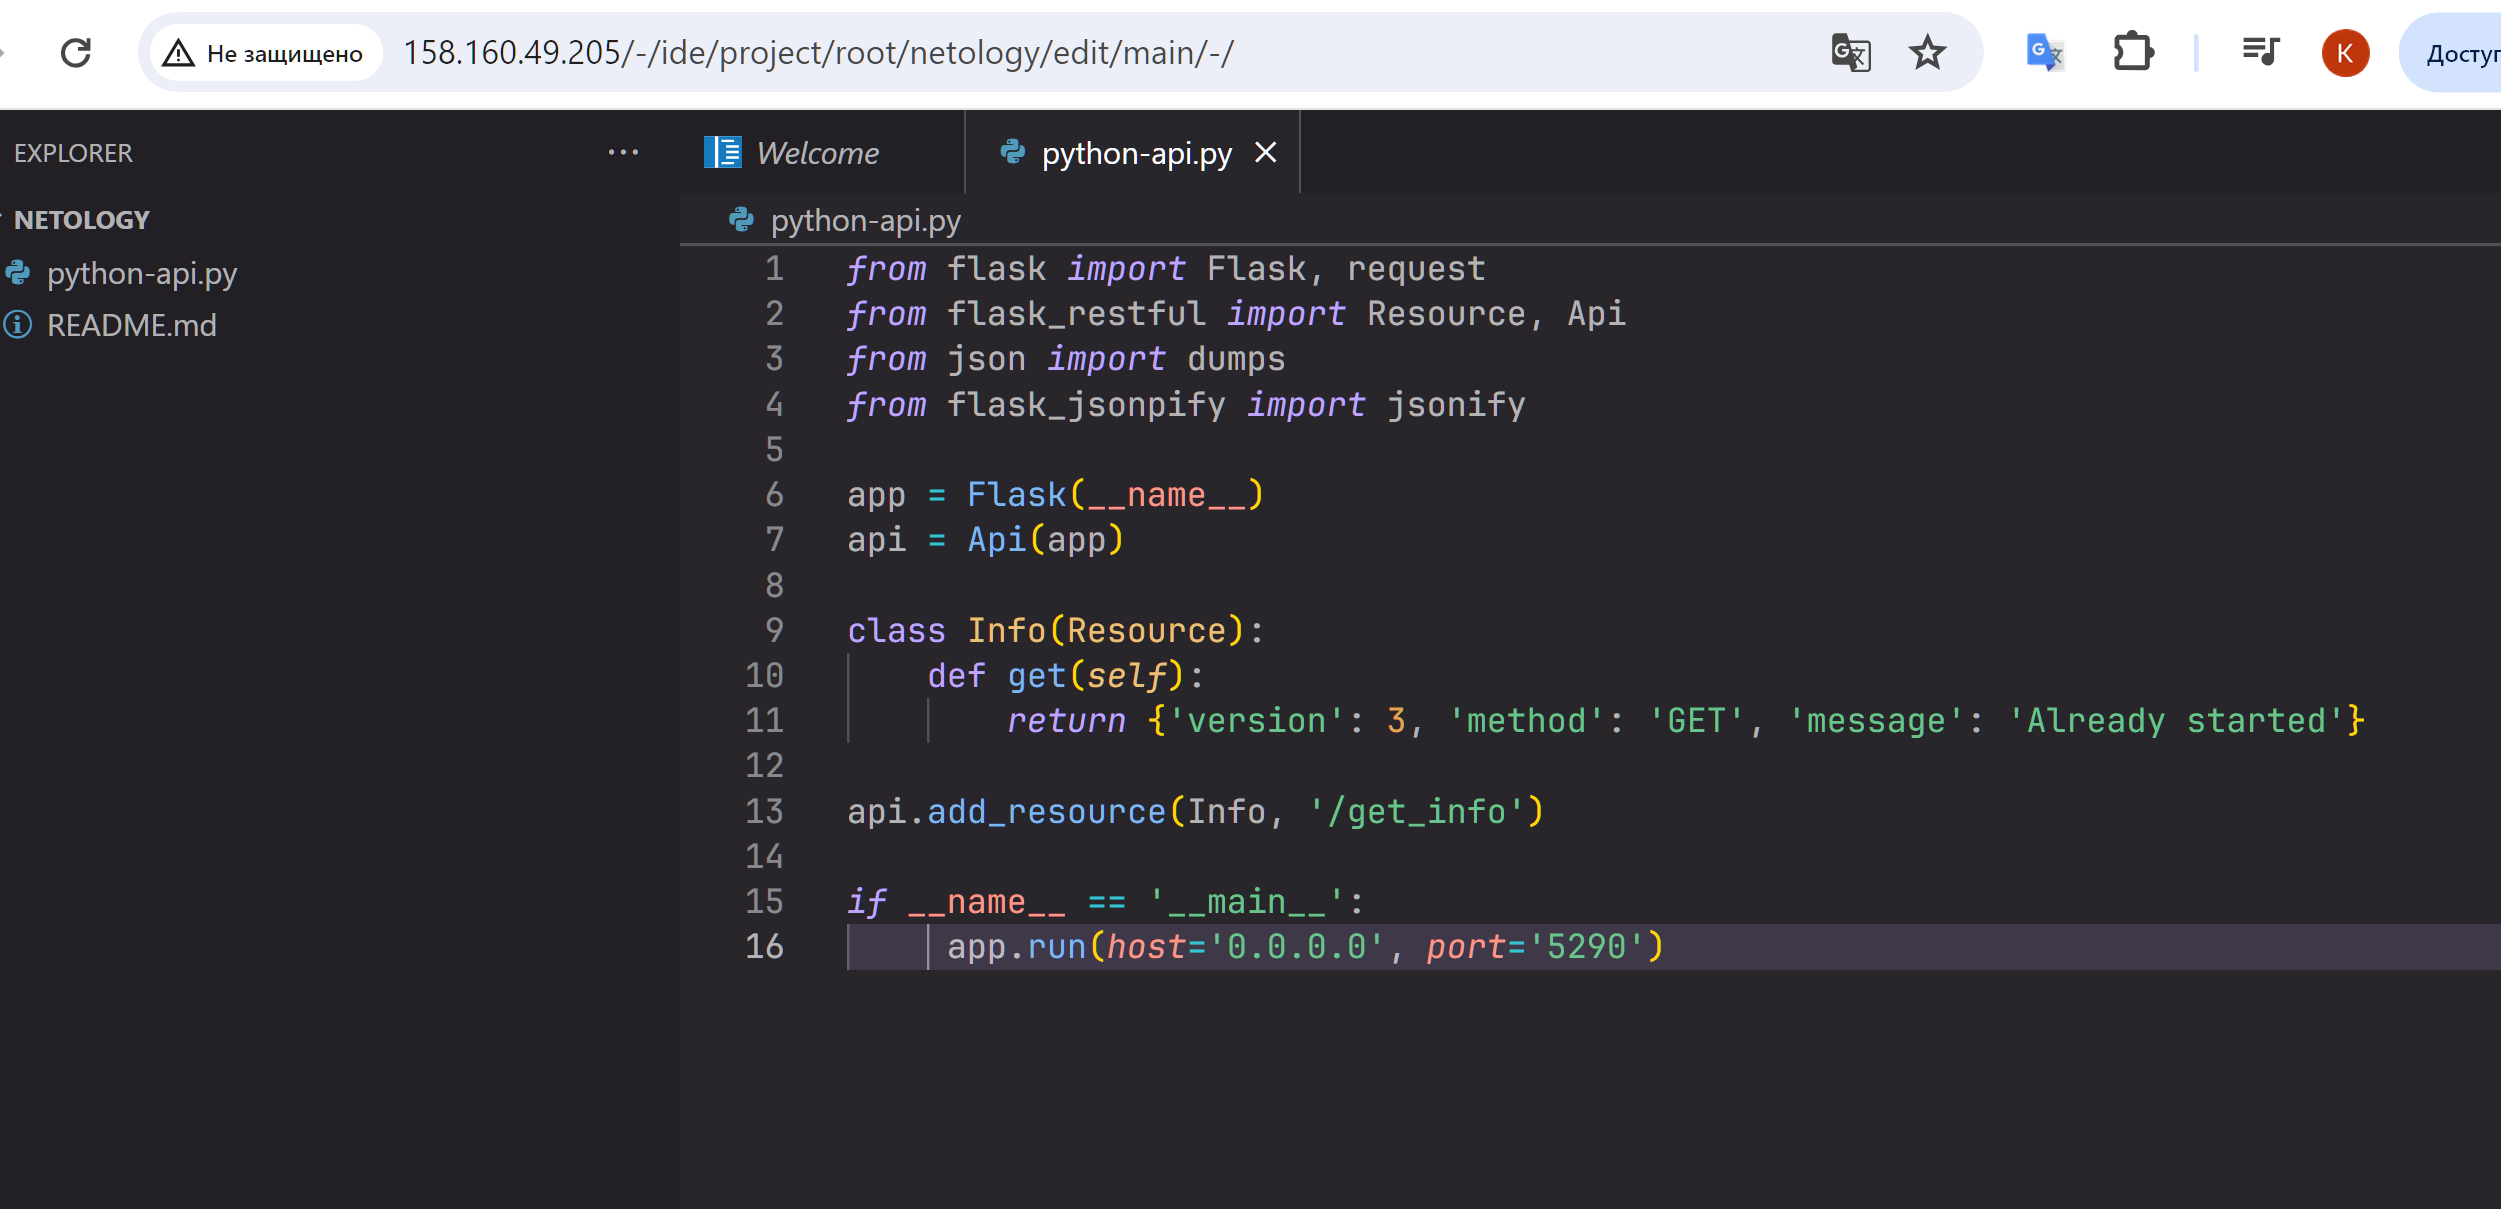 Не защищено
158.160.49.205/-/ide/project/root/netology/edit/main/-/
K
EXPLORER
Welcome
python-api.py
NETOLOGY
python-api.py
README.md
python-api.py
1 from flask import Flask, request
2 from flask_restful import Resource, Api
3 from json import dumps
4 from flask_jsonpify import jsonify
5
6 app = Flask(__name__)
7 api = Api(app)
8
9 class Info(Resource):
10     def get(self):
11         return {'version': 3, 'method': 'GET', 'message': 'Already started'}
12
13 api.add_resource(Info, '/get_info')
14
15 if __name__ == '__main__':
16      app.run(host='0.0.0.0', port='5290')